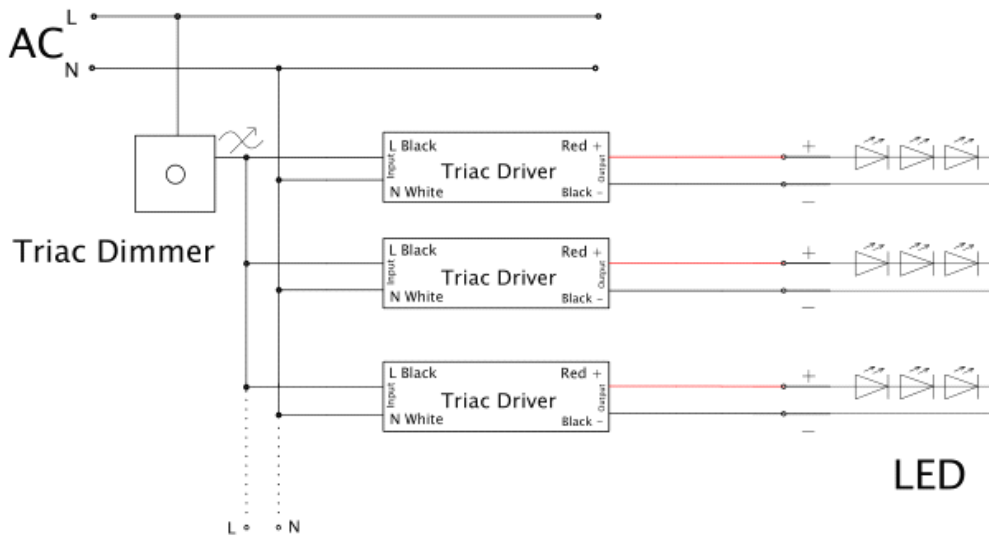 L
AC
N
L Black
Red +
Input
Triac Driver
Output
N White
Black -
Triac Dimmer
+
−
L Black
Red +
Input
Triac Driver
Output
N White
Black -
+
−
L Black
Red +
Input
Triac Driver
Output
N White
Black -
+
−
LED
L
N